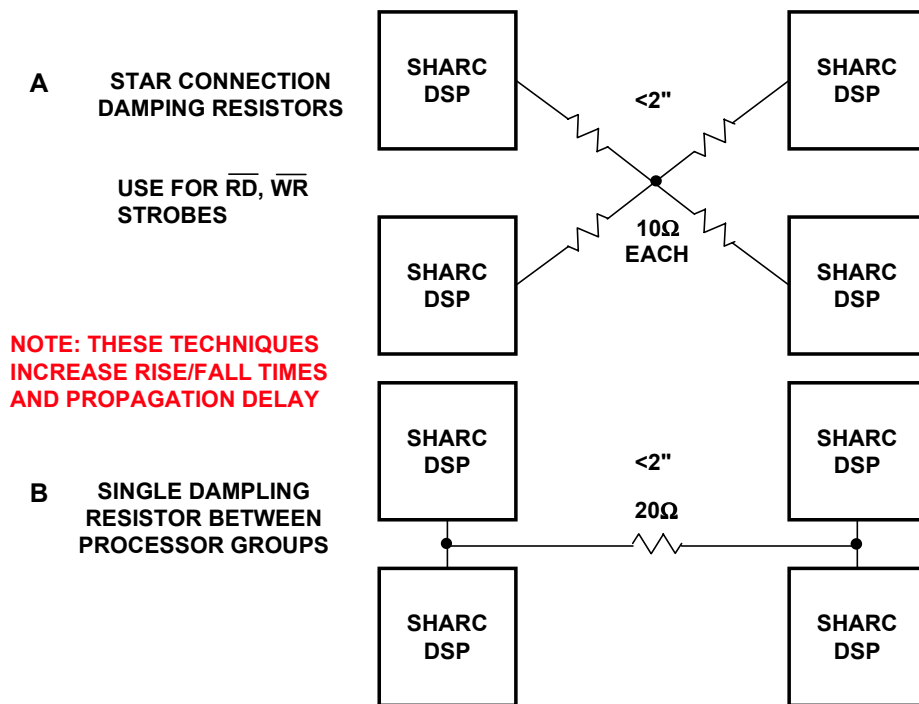 A
STAR CONNECTION
DAMPING RESISTORS
USE FOR R̅D̅, W̅R̅
STROBES
SHARC
DSP
<2"
SHARC
DSP
SHARC
DSP
10Ω
EACH
SHARC
DSP
NOTE: THESE TECHNIQUES
INCREASE RISE/FALL TIMES
AND PROPAGATION DELAY
B
SINGLE DAMPLING
RESISTOR BETWEEN
PROCESSOR GROUPS
SHARC
DSP
<2"
SHARC
DSP
20Ω
SHARC
DSP
SHARC
DSP